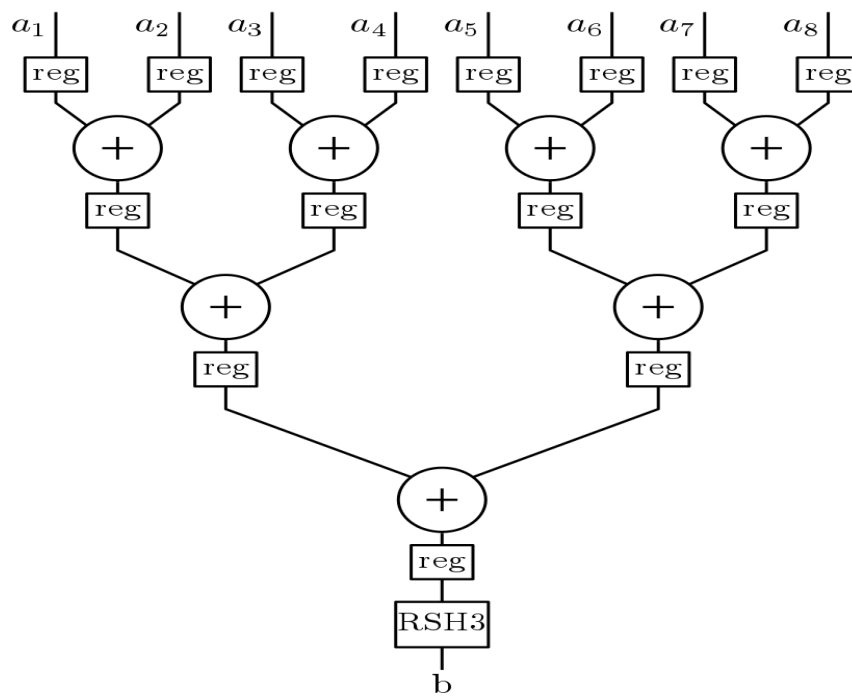 a₁ a₂ a₃ a₄ a₅ a₆ a₇ a₈
reg reg reg reg reg reg reg reg
+ + + +
reg reg reg reg
+ +
reg reg
+
reg
RSH3
b